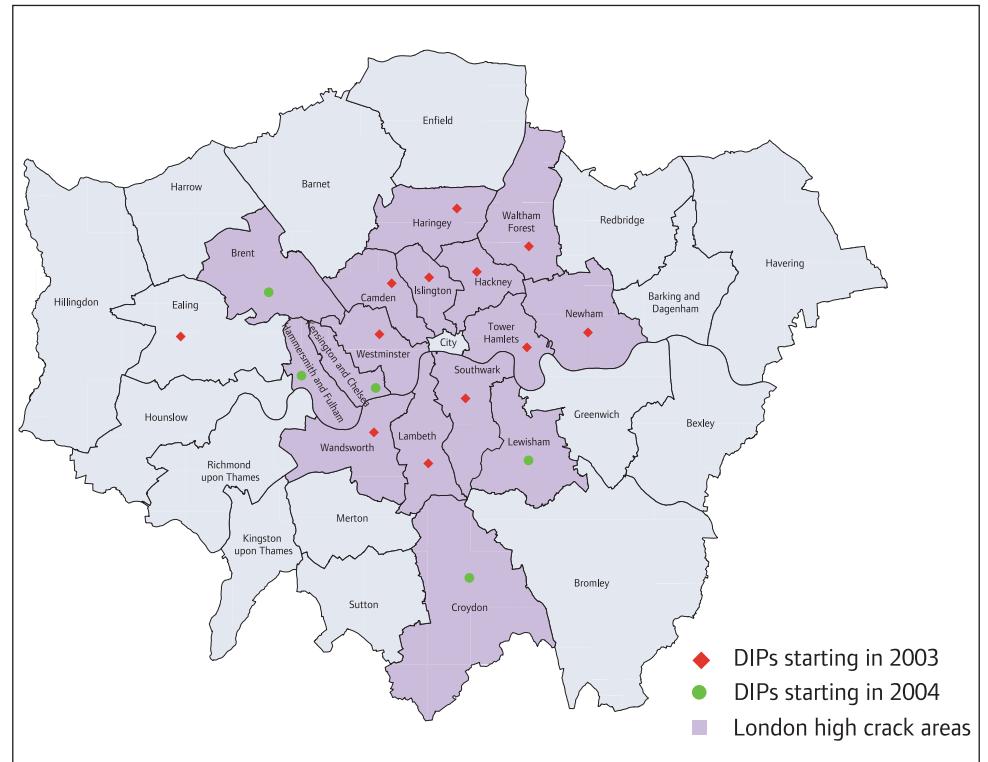 Enfield
Harrow
Barnet
Haringey
Waltham
Forest
Redbridge
Havering
Brent
Hillingdon
Ealing
Camden
Islington
Hackney
Newham
Barking and
Dagenham
Tower
Hamlets
City
Westminster
Kensington and Chelsea
Hammersmith and Fulham
Southwark
Hounslow
Greenwich
Bexley
Wandsworth
Lambeth
Lewisham
Richmond
upon Thames
Merton
Kingston
upon Thames
Sutton
Croydon
Bromley
DIPs starting in 2003
DIPs starting in 2004
London high crack areas